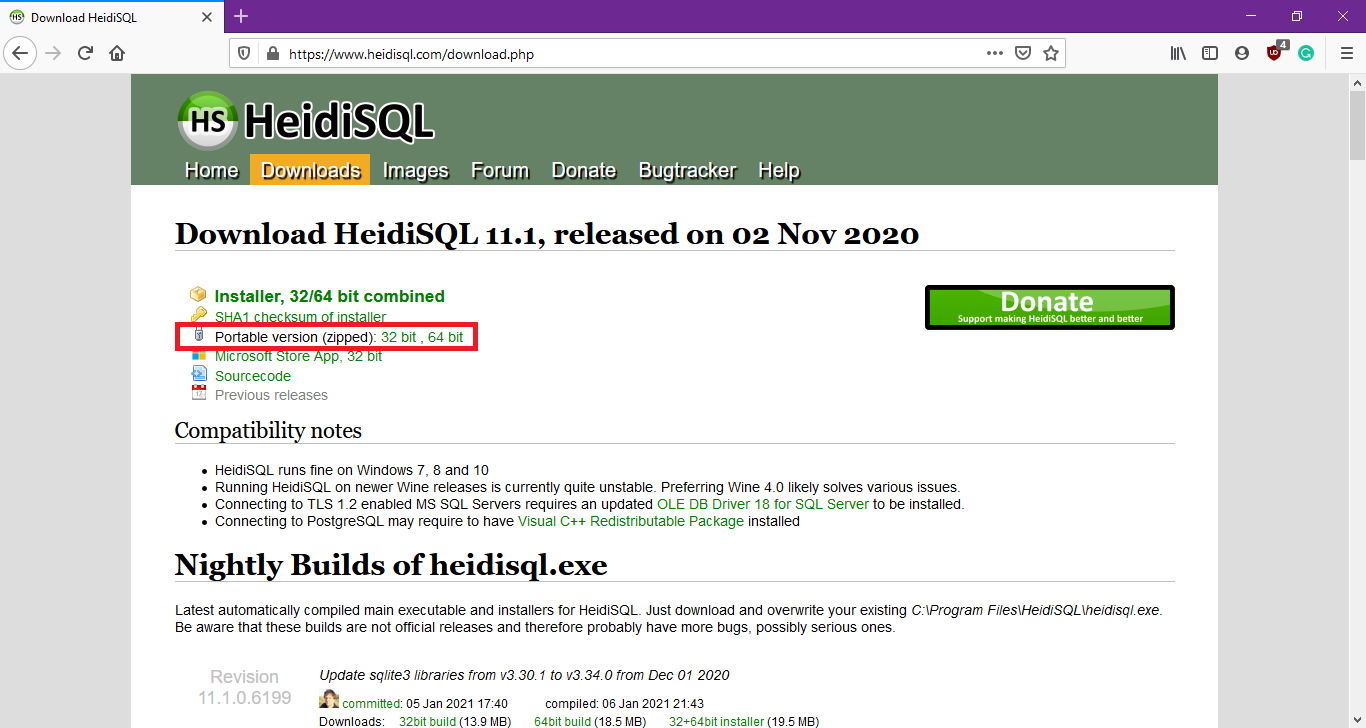 HS Download HeidiSQL
https://www.heidisql.com/download.php
4
HS HeidiSQL
Home Downloads Images Forum Donate Bugtracker Help
Download HeidiSQL 11.1, released on 02 Nov 2020
Installer, 32/64 bit combined
Donate
Support making HeidiSQL better and better
SHA1 checksum of installer
Portable version (zipped): 32 bit , 64 bit
Microsoft Store App, 32 bit
Sourcecode
Previous releases
Compatibility notes
HeidiSQL runs fine on Windows 7, 8 and 10
Running HeidiSQL on newer Wine releases is currently quite unstable. Preferring Wine 4.0 likely solves various issues.
Connecting to TLS 1.2 enabled MS SQL Servers requires an updated OLE DB Driver 18 for SQL Server to be installed.
Connecting to PostgreSQL may require to have Visual C++ Redistributable Package installed
Nightly Builds of heidisql.exe
Latest automatically compiled main executable and installers for HeidiSQL. Just download and overwrite your existing C:\Program Files\HeidiSQL\heidisql.exe.
Be aware that these builds are not official releases and therefore probably have more bugs, possibly serious ones.
Revision
11.1.0.6199
Update sqlite3 libraries from v3.30.1 to v3.34.0 from Dec 01 2020
committed: 05 Jan 2021 17:40 compiled: 06 Jan 2021 21:43
Downloads: 32bit build (13.9 MB) 64bit build (18.5 MB) 32+64bit installer (19.5 MB)